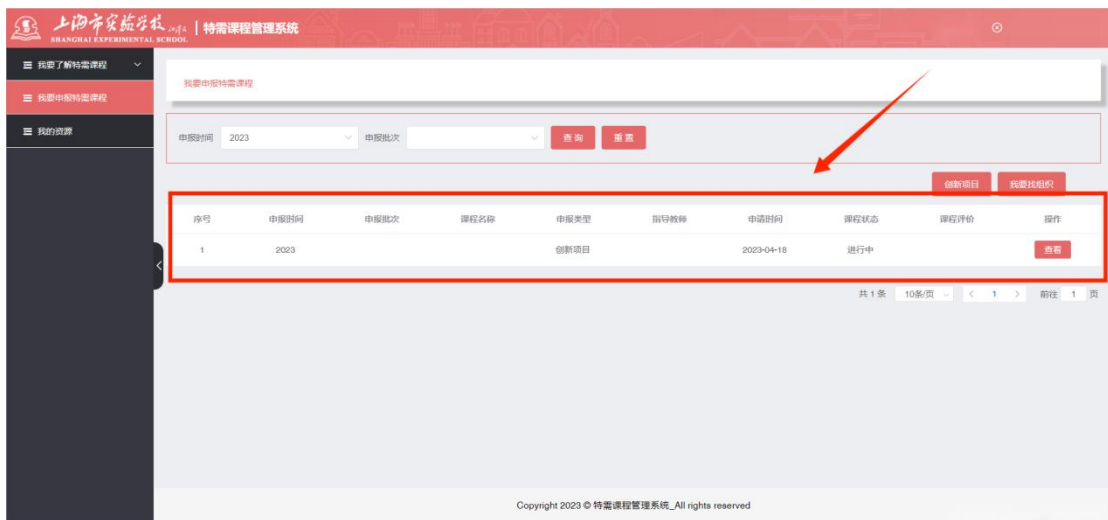 上海市实验学校 | 特需课程管理系统
SHANGHAI EXPERIMENTAL SCHOOL
我要了解特需课程
我要申报特需课程
我的资源
我要申报特需课程
申报时间 2023 申报批次 查询 重置
创新项目 我要找组织
序号 申报时间 申报批次 课程名称 申报类型 指导教师 申请时间 课程状态 课程评价 操作
1 2023 创新项目 2023-04-18 进行中 查看
共 1 条 10条/页 < 1 > 前往 1 页
Copyright 2023 © 特需课程管理系统_All rights reserved